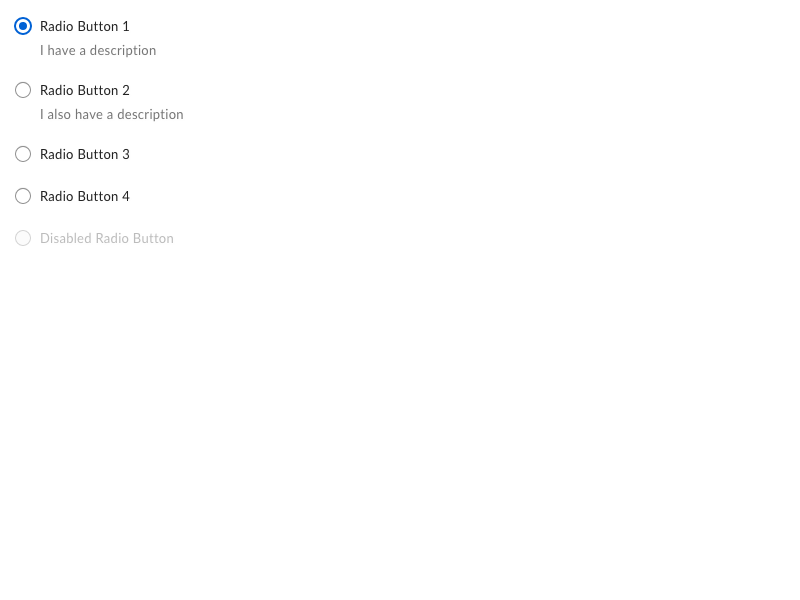 Radio Button 1
I have a description
Radio Button 2
I also have a description
Radio Button 3
Radio Button 4
Disabled Radio Button